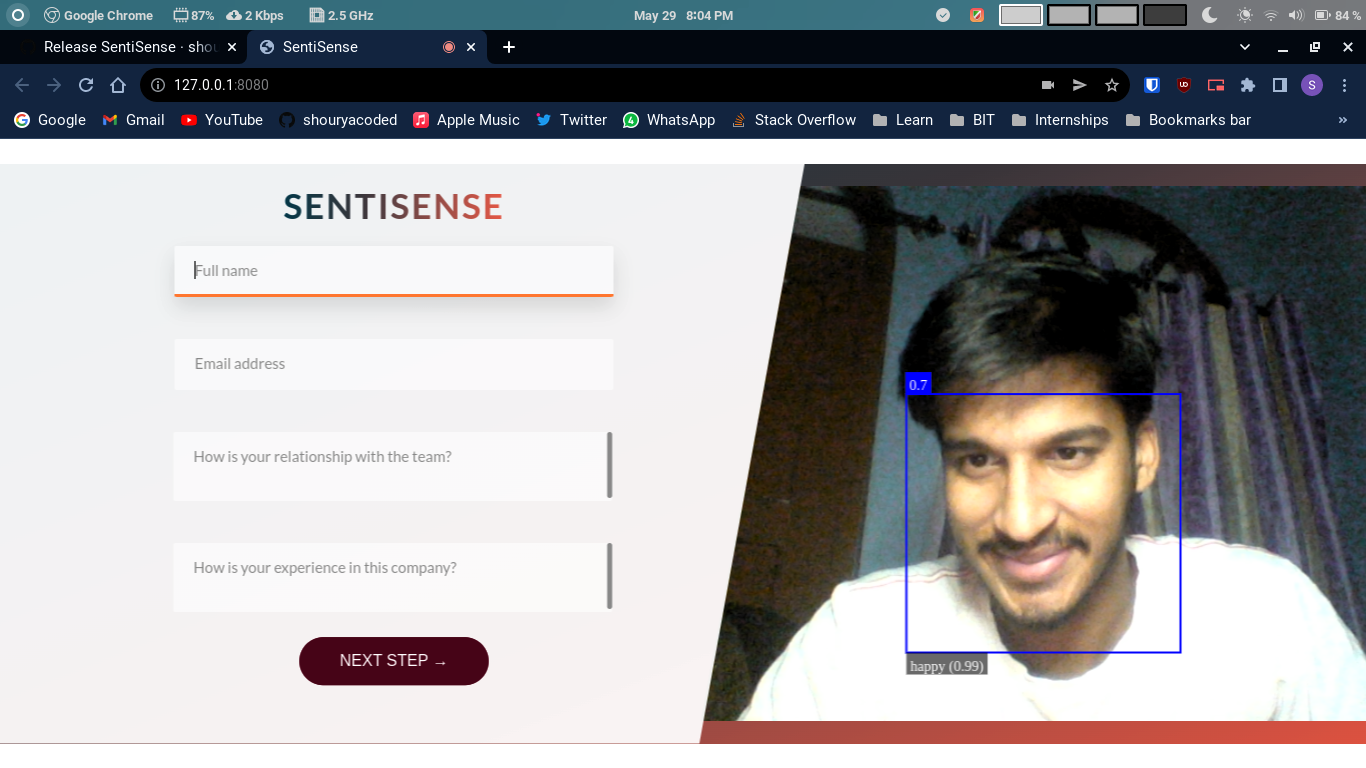 Google Chrome 87% 2 Kbps 2.5 GHz May 29 8:04 PM 84 %
Release SentiSense · shou SentiSense
127.0.0.1:8080 S
Google Gmail YouTube shouryacoded Apple Music Twitter 4 WhatsApp Stack Overflow Learn BIT Internships Bookmarks bar »
SENTISENSE
Full name
Email address
How is your relationship with the team?
How is your experience in this company?
NEXT STEP →
0.7
happy (0.99)